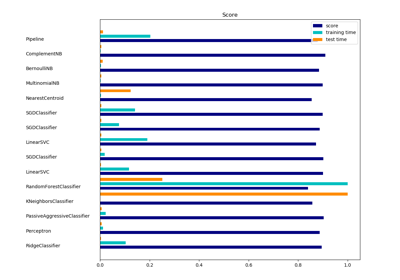 Score
score
training time
test time
Pipeline
ComplementNB
BernoulliNB
MultinomialNB
NearestCentroid
SGDClassifier
SGDClassifier
LinearSVC
SGDClassifier
LinearSVC
RandomForestClassifier
KNeighborsClassifier
PassiveAggressiveClassifier
Perceptron
RidgeClassifier
0.0 0.2 0.4 0.6 0.8 1.0